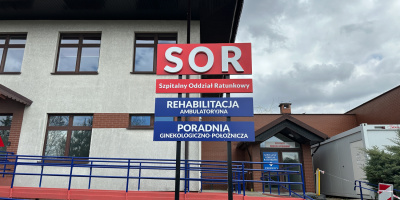 SOR
Szpitalny Oddział Ratunkowy
REHABILITACJA
AMBULATORYJNA
PORADNIA
GINEKOLOGICZNO-POŁOŻNICZA